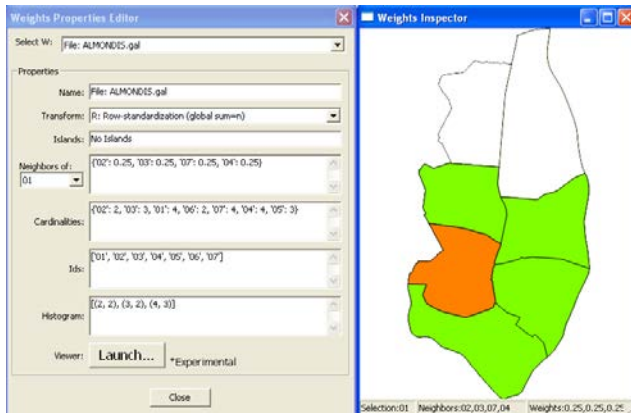 Weights Properties Editor
Select W: File: ALMONDIS.gal
Properties
Name: File: ALMONDIS.gal
Transform: R: Row-standardization (global sum=n)
Islands: No Islands
Neighbors of: {'02': 0.25, '03': 0.25, '07': 0.25, '04': 0.25}
01
Cardinalities: {'02': 2, '03': 3, '01': 4, '06': 2, '07': 4, '04': 4, '05': 3}
Ids: ['01', '02', '03', '04', '05', '06', '07']
Histogram: [(2, 2), (3, 2), (4, 3)]
Viewer: Launch... *Experimental
Close
Weights Inspector
Selection:01 Neighbors:02,03,07,04 Weights:0.25,0.25,0.25